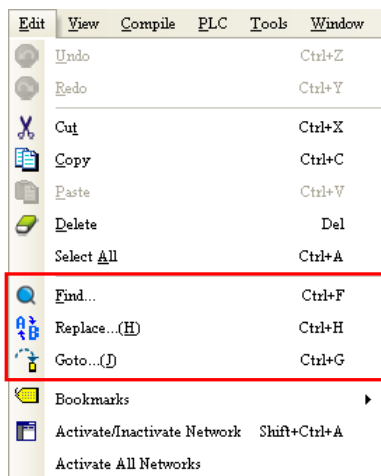 Edit View Compile PLC Tools Window
Undo Ctrl+Z
Redo Ctrl+Y
Cut Ctrl+X
Copy Ctrl+C
Paste Ctrl+V
Delete Del
Select All Ctrl+A
Find... Ctrl+F
Replace...(H) Ctrl+H
Goto...(J) Ctrl+G
Bookmarks
Activate/Inactivate Network Shift+Ctrl+A
Activate All Networks